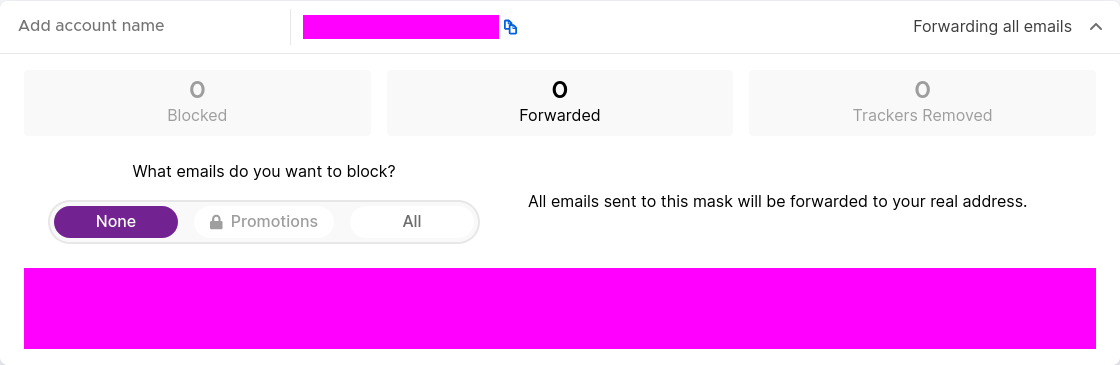 Add account name
Forwarding all emails
0
Blocked
0
Forwarded
0
Trackers Removed
What emails do you want to block?
None
Promotions
All
All emails sent to this mask will be forwarded to your real address.